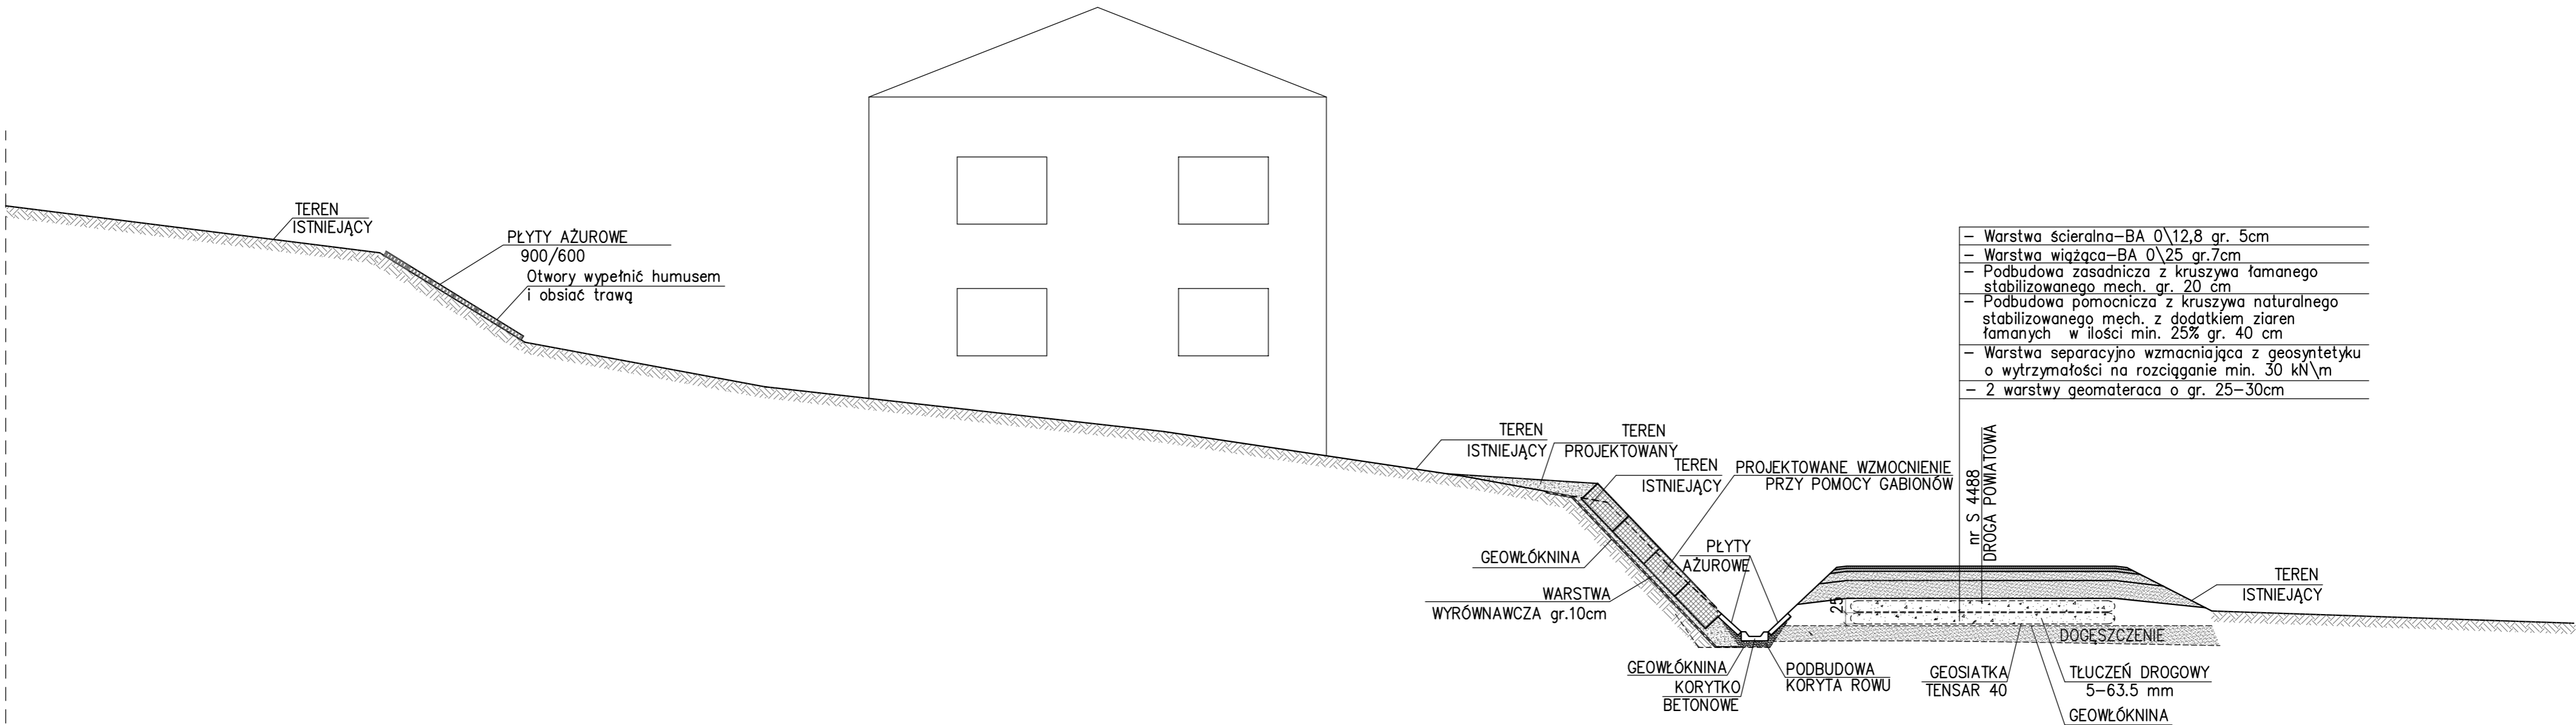 TEREN
ISTNIEJĄCY
PŁYTY AŻUROWE
900/600
Otwory wypełnić humusem
i obsiać trawą
– Warstwa ścieralna–BA 0\12,8 gr. 5cm
– Warstwa wiążąca–BA 0\25 gr.7cm
– Podbudowa zasadnicza z kruszywa łamanego
stabilizowanego mech. gr. 20 cm
– Podbudowa pomocnicza z kruszywa naturalnego
stabilizowanego mech. z dodatkiem ziaren
łamanych w ilości min. 25% gr. 40 cm
– Warstwa separacyjno wzmacniająca z geosyntetyku
o wytrzymałości na rozciąganie min. 30 kN\m
– 2 warstwy geomateraca o gr. 25–30cm
TEREN
ISTNIEJĄCY
TEREN
PROJEKTOWANY
TEREN
ISTNIEJĄCY
PROJEKTOWANE WZMOCNIENIE
PRZY POMOCY GABIONÓW
nr S 4488
DROGA POWIATOWA
GEOWŁÓKNINA
PŁYTY
AŻUROWE
WARSTWA
WYRÓWNAWCZA gr.10cm
25
TEREN
ISTNIEJĄCY
DOGĘSZCZENIE
GEOWŁÓKNINA
KORYTKO
BETONOWE
PODBUDOWA
KORYTA ROWU
GEOSIATKA
TENSAR 40
TŁUCZEŃ DROGOWY
5–63.5 mm
GEOWŁÓKNINA